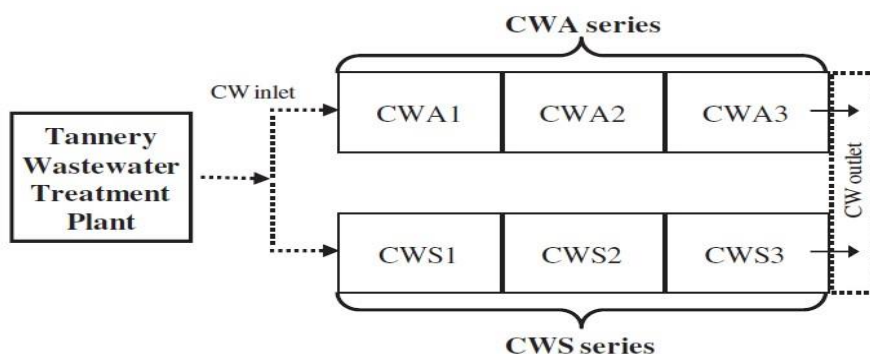 CWA series
CW inlet
Tannery
Wastewater
Treatment
Plant
CWA1 CWA2 CWA3
CW outlet
CWS1 CWS2 CWS3
CWS series